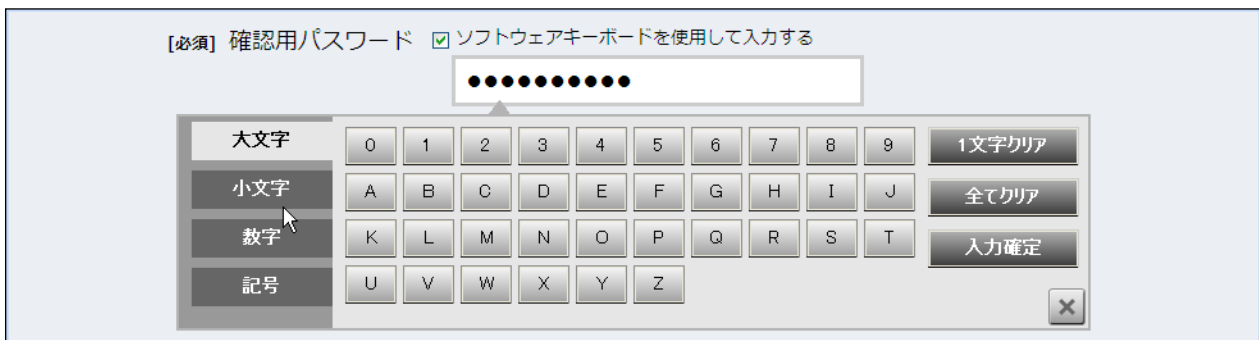 [必須] 確認用パスワード ソフトウェアキーボードを使用して入力する
●●●●●●●●●●
大文字 0 1 2 3 4 5 6 7 8 9 1文字クリア
小文字 A B C D E F G H I J 全てクリア
数字 K L M N O P Q R S T 入力確定
記号 U V W X Y Z
×